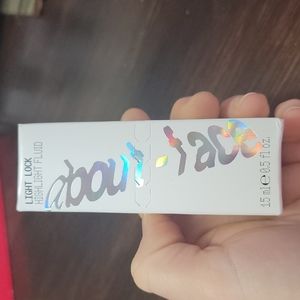 LIGHT LOCK
HIGHLIGHT FLUID
about-face
15 ml ℮ 0.5 fl oz.